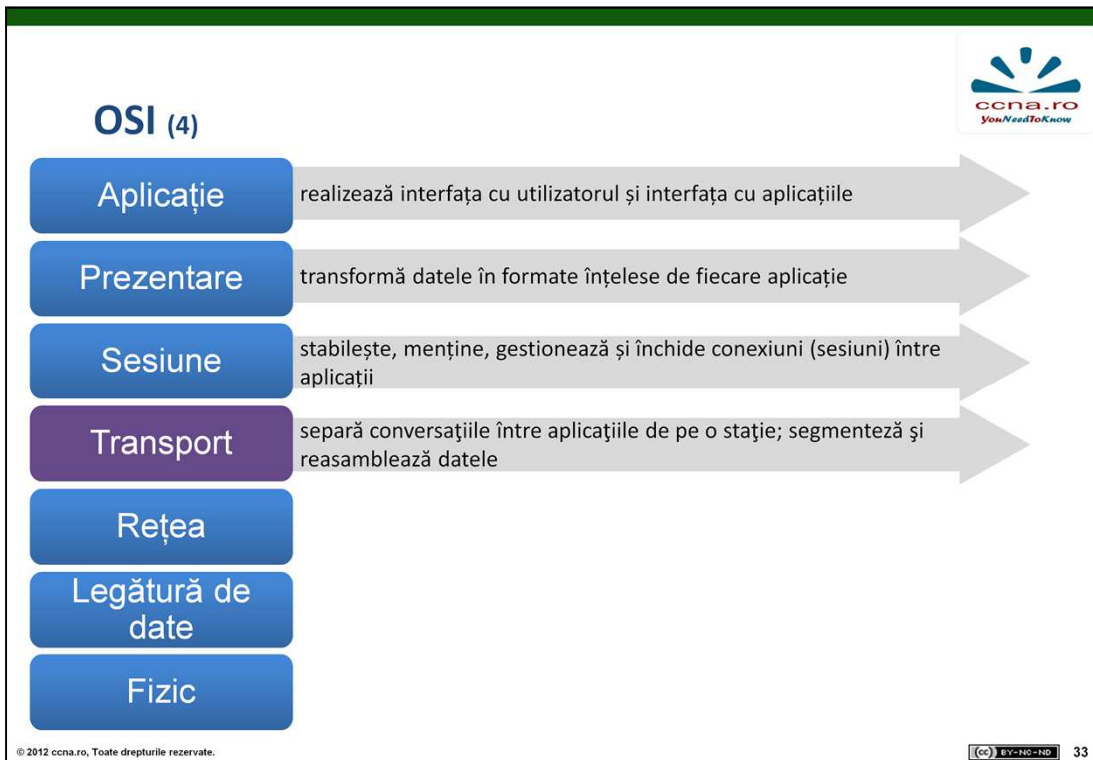 ccna.ro
YouNeedToKnow
OSI (4)
Aplicație
realizează interfața cu utilizatorul și interfața cu aplicațiile
Prezentare
transformă datele în formate înțelese de fiecare aplicație
Sesiune
stabilește, menține, gestionează și închide conexiuni (sesiuni) între
aplicații
Transport
separă conversaţiile între aplicaţiile de pe o staţie; segmenteză şi
reasamblează datele
Rețea
Legătură de
date
Fizic
© 2012 ccna.ro, Toate drepturile rezervate.
(cc) BY-NC-ND 33